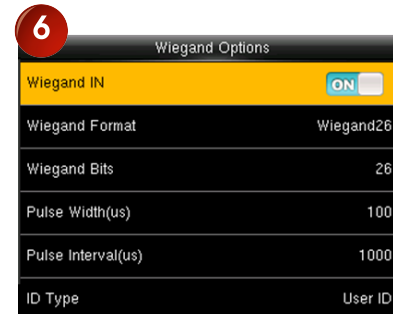 6
Wiegand Options
Wiegand IN ON
Wiegand Format Wiegand26
Wiegand Bits 26
Pulse Width(us) 100
Pulse Interval(us) 1000
ID Type User ID